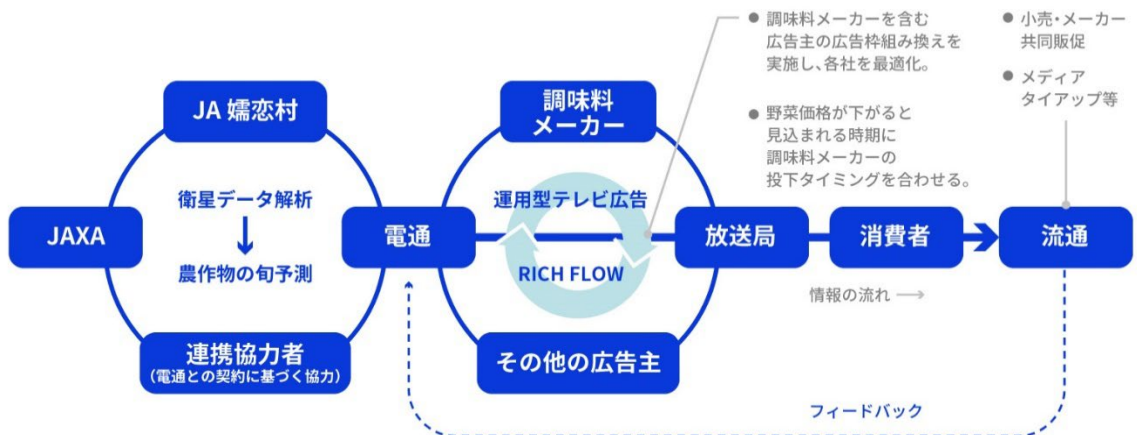 JA 嬬恋村
衛星データ解析
農作物の旬予測
JAXA
連携協力者
(電通との契約に基づく協力)
電通
調味料
メーカー
運用型テレビ広告
RICH FLOW
その他の広告主
● 調味料メーカーを含む
広告主の広告枠組み換えを
実施し、各社を最適化。
● 野菜価格が下がると
見込まれる時期に
調味料メーカーの
投下タイミングを合わせる。
放送局
消費者
情報の流れ →
● 小売・メーカー
共同販促
● メディア
タイアップ等
流通
フィードバック